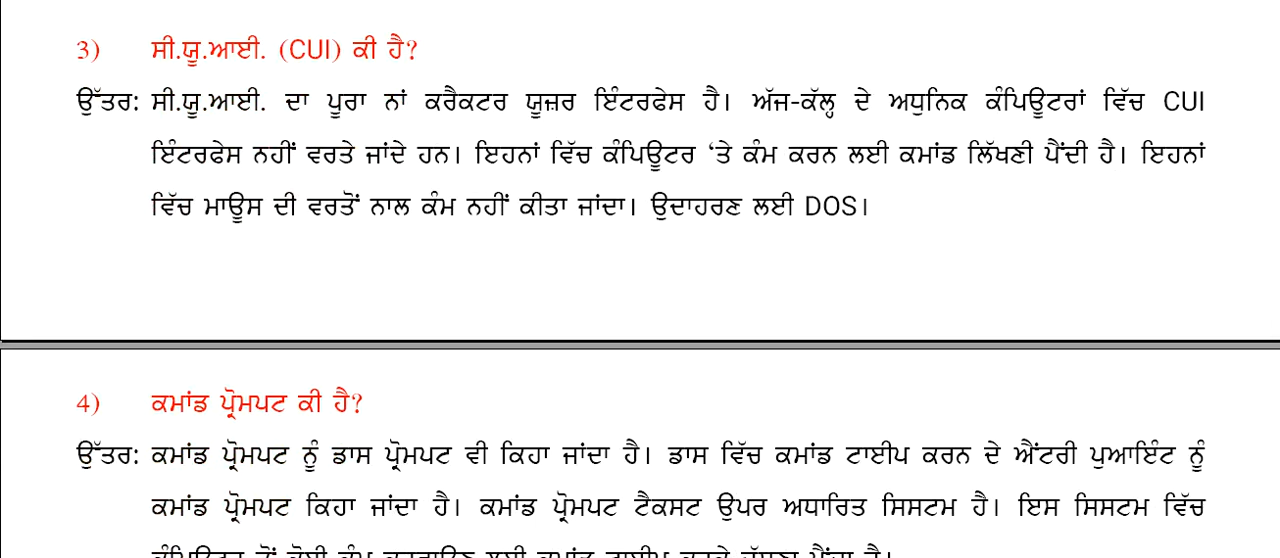 3) ਸੀ.ਯੂ.ਆਈ. (CUI) ਕੀ ਹੈ?
ਉੱਤਰ: ਸੀ.ਯੂ.ਆਈ. ਦਾ ਪੂਰਾ ਨਾਂ ਕਰੈਕਟਰ ਯੂਜ਼ਰ ਇੰਟਰਫੇਸ ਹੈ। ਅੱਜ-ਕੱਲ੍ਹ ਦੇ ਅਧੁਨਿਕ ਕੰਪਿਊਟਰਾਂ ਵਿੱਚ CUI
ਇੰਟਰਫੇਸ ਨਹੀਂ ਵਰਤੇ ਜਾਂਦੇ ਹਨ। ਇਹਨਾਂ ਵਿੱਚ ਕੰਪਿਊਟਰ ‘ਤੇ ਕੰਮ ਕਰਨ ਲਈ ਕਮਾਂਡ ਲਿੱਖਣੀ ਪੈਂਦੀ ਹੈ। ਇਹਨਾਂ
ਵਿੱਚ ਮਾਊਸ ਦੀ ਵਰਤੋਂ ਨਾਲ ਕੰਮ ਨਹੀਂ ਕੀਤਾ ਜਾਂਦਾ। ਉਦਾਹਰਣ ਲਈ DOS।
4) ਕਮਾਂਡ ਪ੍ਰੋਮਪਟ ਕੀ ਹੈ?
ਉੱਤਰ: ਕਮਾਂਡ ਪ੍ਰੋਮਪਟ ਨੂੰ ਡਾਸ ਪ੍ਰੋਮਪਟ ਵੀ ਕਿਹਾ ਜਾਂਦਾ ਹੈ। ਡਾਸ ਵਿੱਚ ਕਮਾਂਡ ਟਾਈਪ ਕਰਨ ਦੇ ਐਂਟਰੀ ਪੁਆਇੰਟ ਨੂੰ
ਕਮਾਂਡ ਪ੍ਰੋਮਪਟ ਕਿਹਾ ਜਾਂਦਾ ਹੈ। ਕਮਾਂਡ ਪ੍ਰੋਮਪਟ ਟੈਕਸਟ ਉਪਰ ਅਧਾਰਿਤ ਸਿਸਟਮ ਹੈ। ਇਸ ਸਿਸਟਮ ਵਿੱਚ